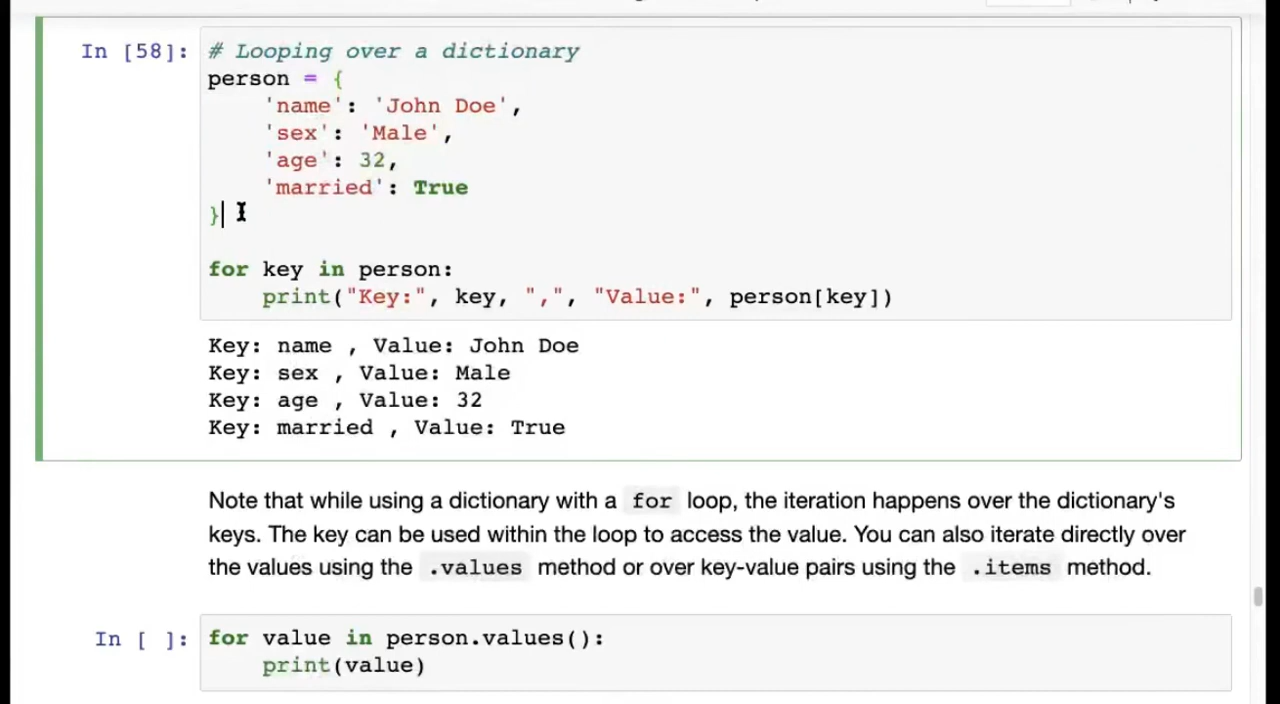 In [58]:
# Looping over a dictionary
person = {
    'name': 'John Doe',
    'sex': 'Male',
    'age': 32,
    'married': True
}
for key in person:
    print("Key:", key, ",", "Value:", person[key])
Key: name , Value: John Doe
Key: sex , Value: Male
Key: age , Value: 32
Key: married , Value: True
Note that while using a dictionary with a for loop, the iteration happens over the dictionary's
keys. The key can be used within the loop to access the value. You can also iterate directly over
the values using the .values method or over key-value pairs using the .items method.
In [ ]:
for value in person.values():
    print(value)